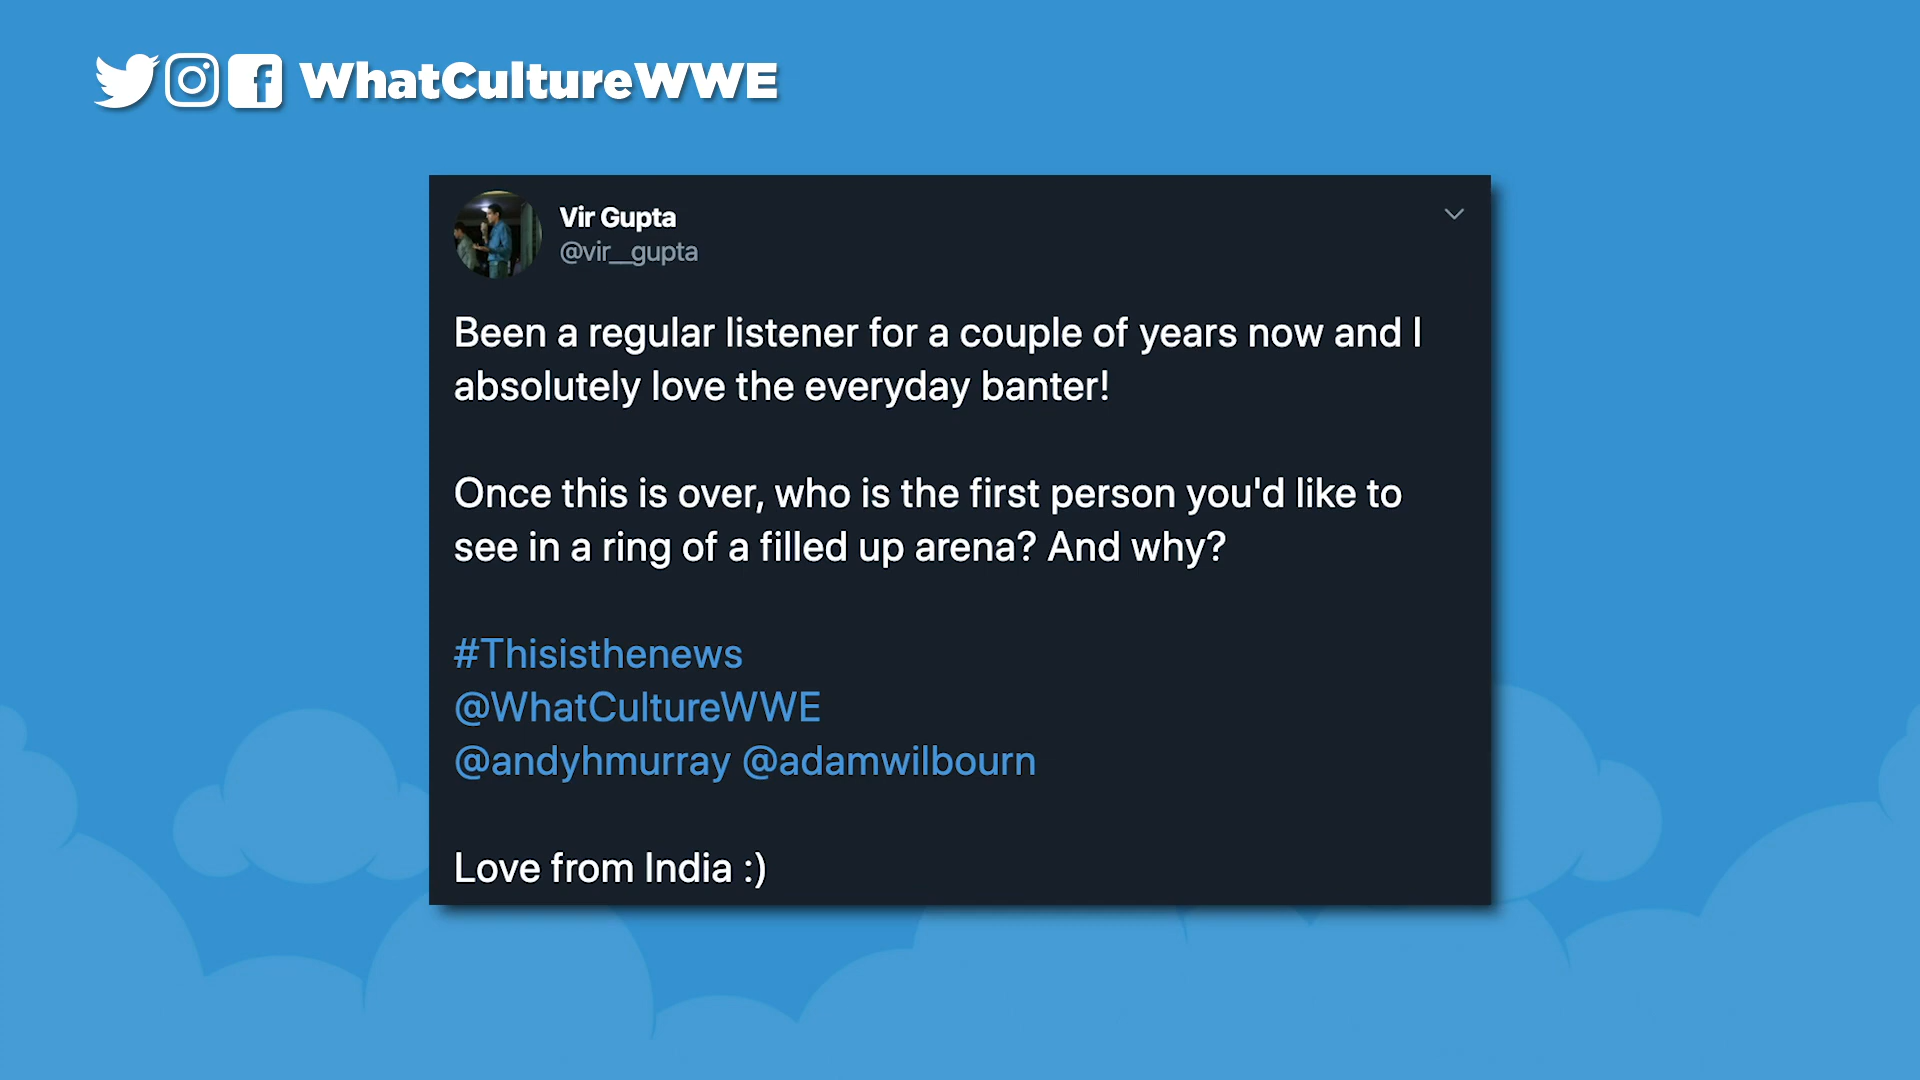 WhatCultureWWE
Vir Gupta
@vir__gupta
Been a regular listener for a couple of years now and I
absolutely love the everyday banter!
Once this is over, who is the first person you'd like to
see in a ring of a filled up arena? And why?
#Thisisthenews
@WhatCultureWWE
@andyhmurray @adamwilbourn
Love from India :)